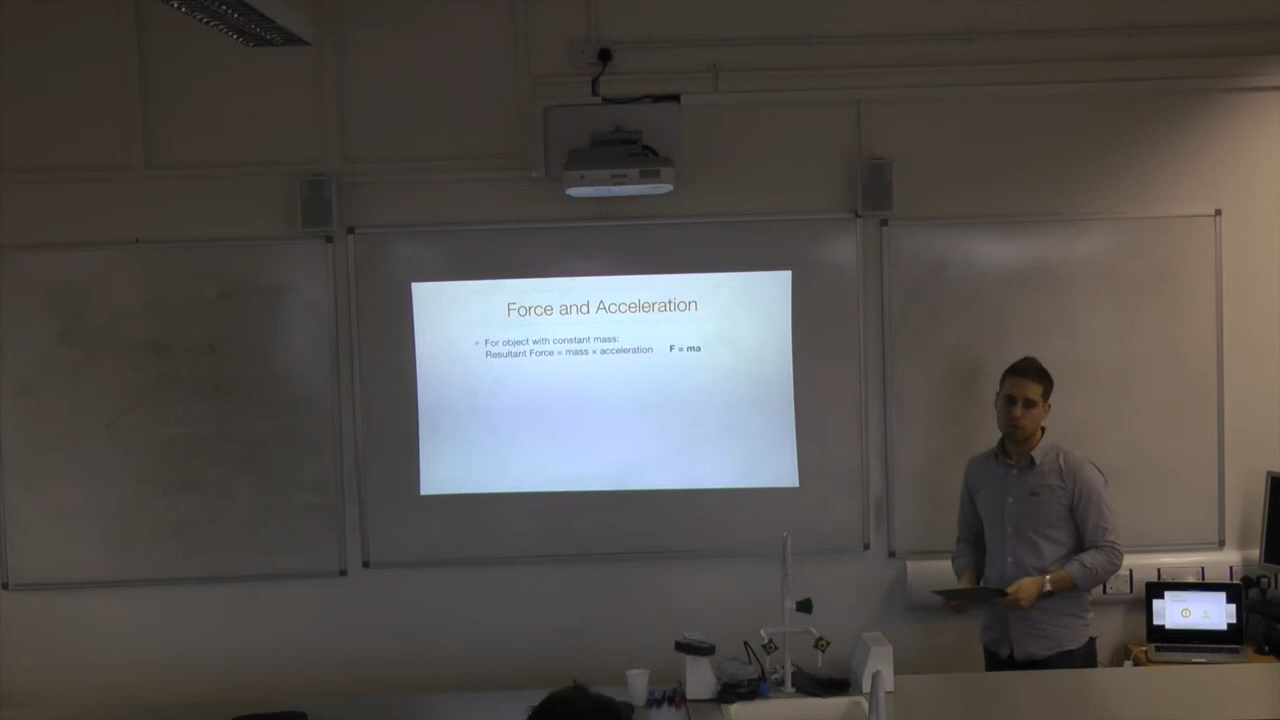 Force and Acceleration
For object with constant mass:
Resultant Force = mass × acceleration F = ma